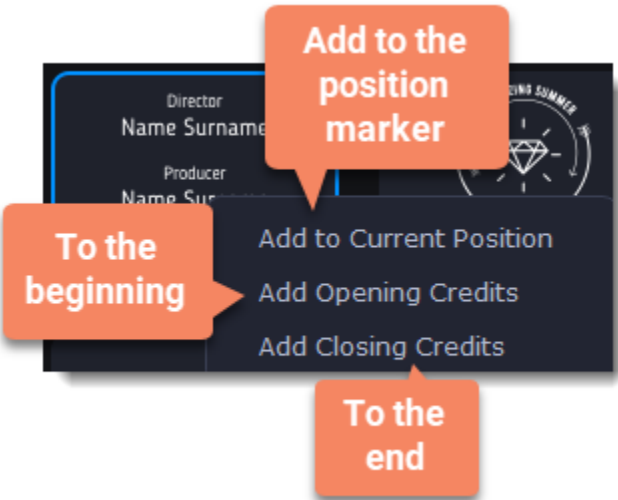 Add to the
position
marker
Director
Name Surname
Producer
Name
To the
beginning
Add to Current Position
Add Opening Credits
Add Closing Credits
To the
end